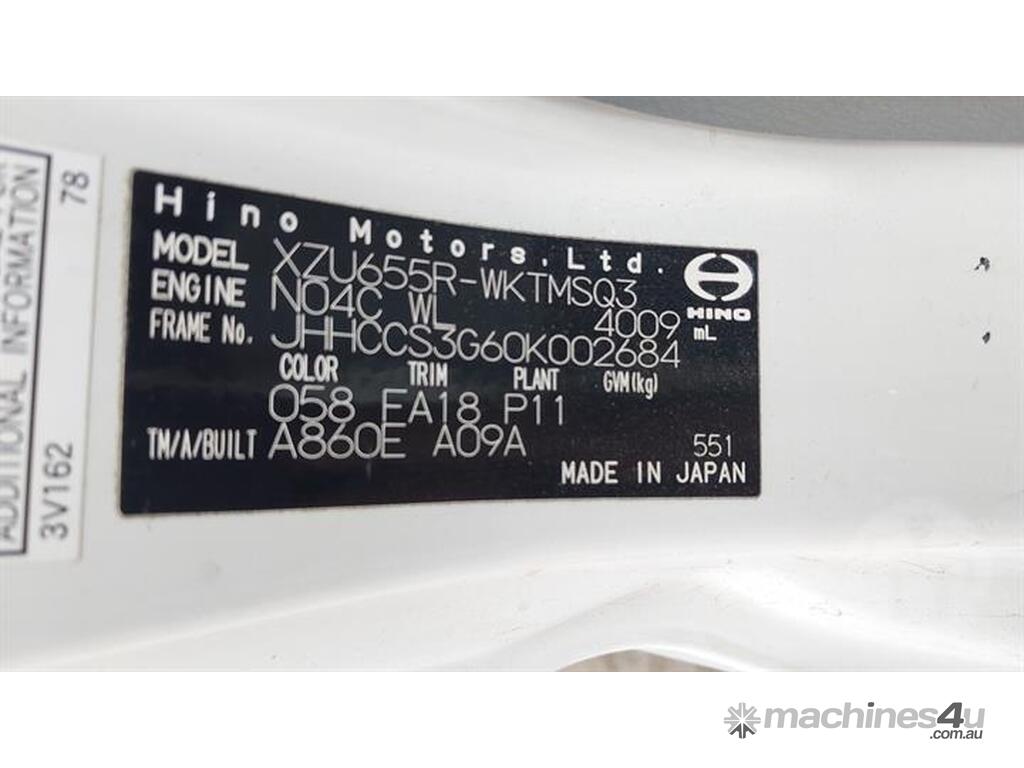 Hino Motors,Ltd.
MODEL XZU655R-WKTMSQ3
ENGINE N04C WL 4009 mL
HINO
FRAME No. JHHCCS3G60K002684
COLOR TRIM PLANT GVM(kg)
058 EA18 P11
TM/A/BUILT A860E A09A 551
MADE IN JAPAN
ADDITIONAL INFORMATION
3V162 78
machines4u
.com.au